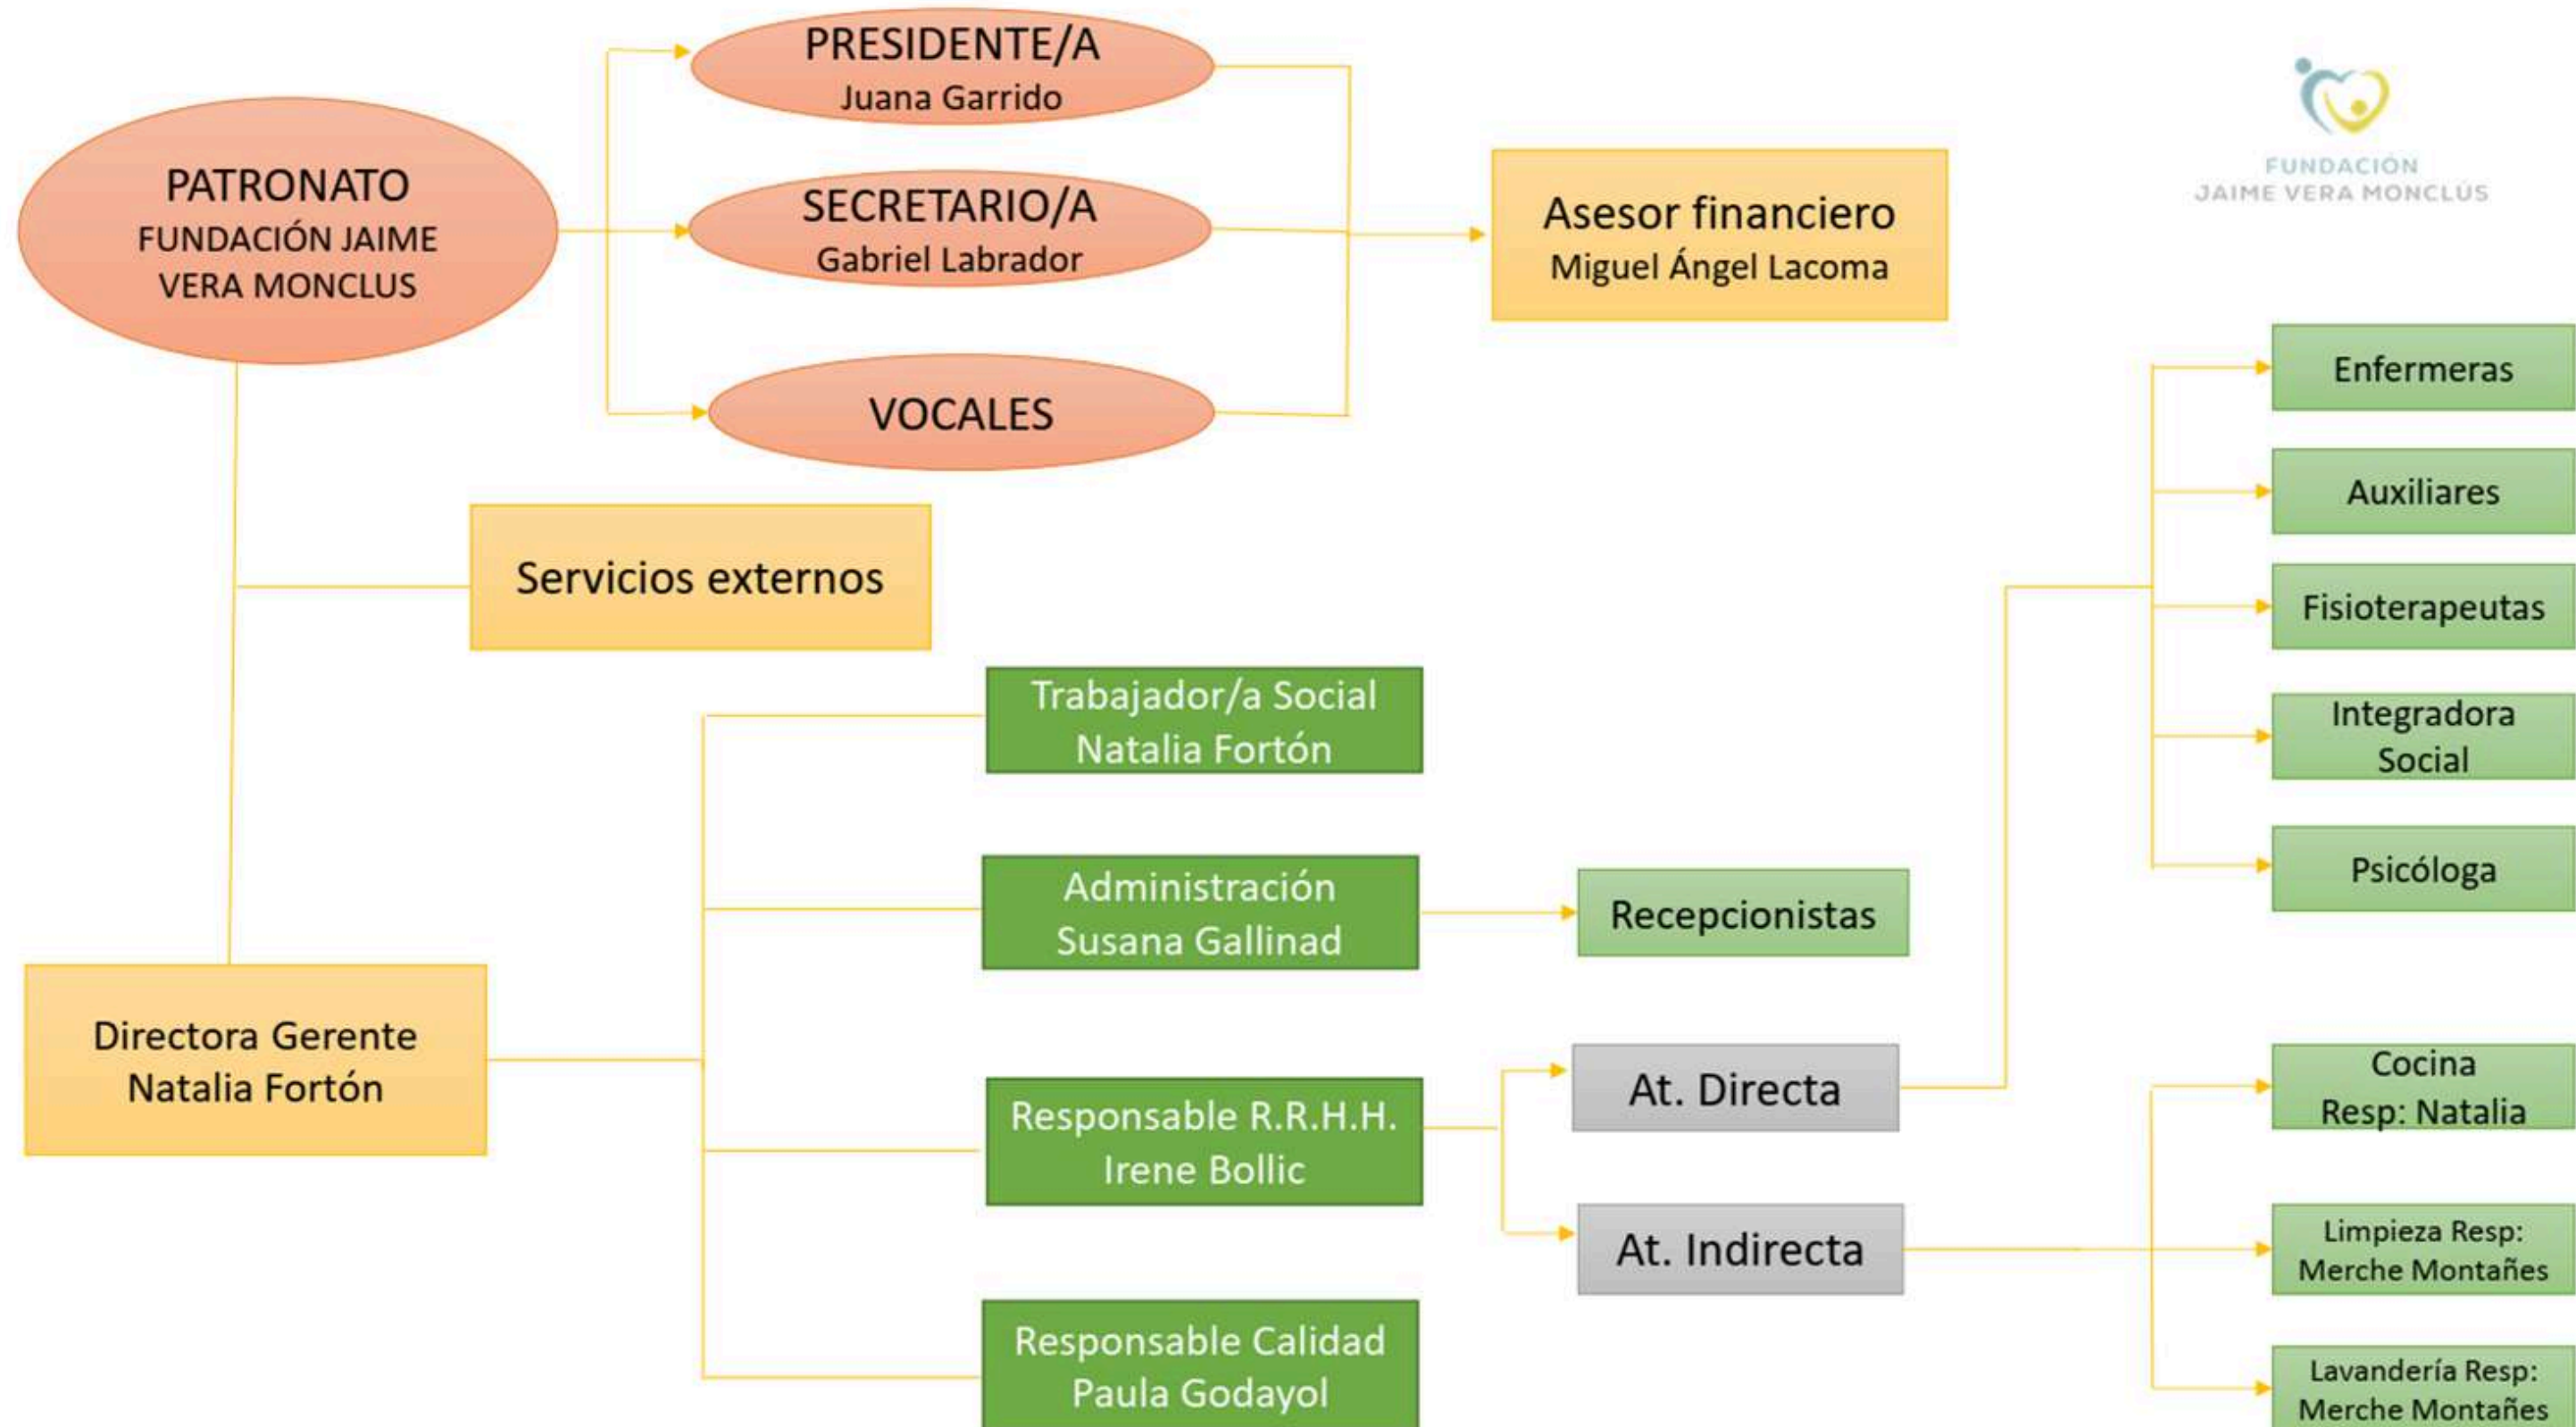 PRESIDENTE/A
Juana Garrido
PATRONATO
FUNDACIÓN JAIME
VERA MONCLUS
SECRETARIO/A
Gabriel Labrador
VOCALES
Asesor financiero
Miguel Ángel Lacoma
FUNDACIÓN
JAIME VERA MONCLÚS
Servicios externos
Directora Gerente
Natalia Fortón
Trabajador/a Social
Natalia Fortón
Administración
Susana Gallinad
Recepcionistas
Responsable R.R.H.H.
Irene Bollic
Responsable Calidad
Paula Godayol
At. Directa
At. Indirecta
Enfermeras
Auxiliares
Fisioterapeutas
Integradora
Social
Psicóloga
Cocina
Resp: Natalia
Limpieza Resp:
Merche Montañes
Lavandería Resp:
Merche Montañes